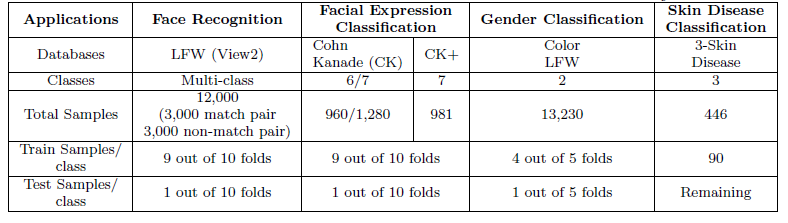 Applications Face Recognition Facial Expression Classification Gender Classification Skin Disease Classification
Databases LFW (View2) Cohn Kanade (CK) CK+ Color LFW 3-Skin Disease
Classes Multi-class 6/7 7 2 3
Total Samples 12,000 (3,000 match pair 3,000 non-match pair) 960/1,280 981 13,230 446
Train Samples/ class 9 out of 10 folds 9 out of 10 folds 4 out of 5 folds 90
Test Samples/ class 1 out of 10 folds 1 out of 10 folds 1 out of 5 folds Remaining